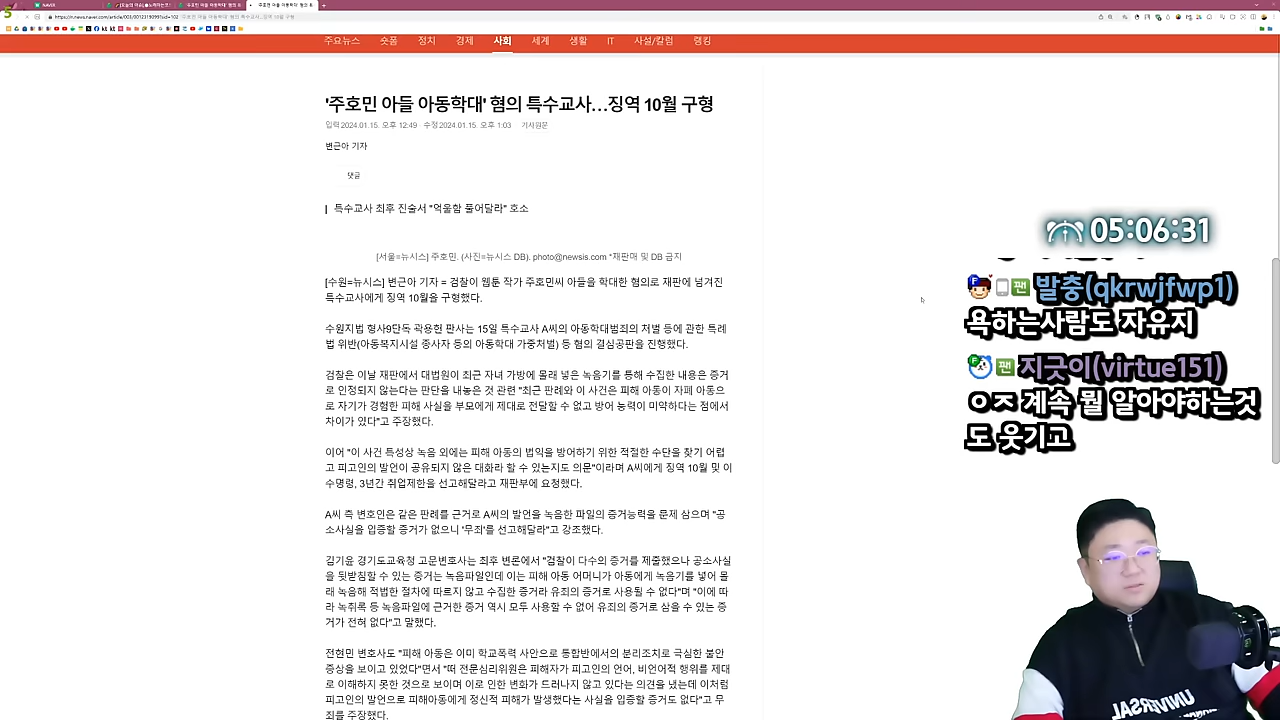 주요뉴스 숏폼 정치 경제 사회 세계 생활 IT 사설/칼럼 랭킹
'주호민 아들 아동학대' 혐의 특수교사…징역 10월 구형
입력 2024.01.15. 오후 12:49 · 수정 2024.01.15. 오후 1:03 기사원문
변근아 기자
댓글
특수교사 최후 진술서 "억울함 풀어달라" 호소
[서울=뉴시스] 주호민. (사진=뉴시스 DB). photo@newsis.com *재판매 및 DB 금지
[수원=뉴시스] 변근아 기자 = 검찰이 웹툰 작가 주호민씨 아들을 학대한 혐의로 재판에 넘겨진
특수교사에게 징역 10월을 구형했다.
수원지법 형사9단독 곽용헌 판사는 15일 특수교사 A씨의 아동학대범죄의 처벌 등에 관한 특례
법 위반(아동복지시설 종사자 등의 아동학대 가중처벌) 등 혐의 결심공판을 진행했다.
검찰은 이날 재판에서 대법원이 최근 자녀 가방에 몰래 넣은 녹음기를 통해 수집한 내용은 증거
로 인정되지 않는다는 판단을 내놓은 것 관련 "최근 판례와 이 사건은 피해 아동이 자폐 아동으
로 자기가 경험한 피해 사실을 부모에게 제대로 전달할 수 없고 방어 능력이 미약하다는 점에서
차이가 있다"고 주장했다.
이어 "이 사건 특성상 녹음 외에는 피해 아동의 법익을 방어하기 위한 적절한 수단을 찾기 어렵
고 피고인의 발언이 공유되지 않은 대화라 할 수 있는지도 의문"이라며 A씨에게 징역 10월 및 이
수명령, 3년간 취업제한을 선고해달라고 재판부에 요청했다.
A씨 측 변호인은 같은 판례를 근거로 A씨의 발언을 녹음한 파일의 증거능력을 문제 삼으며 "공
소사실을 입증할 증거가 없으니 '무죄'를 선고해달라"고 강조했다.
김기윤 경기도교육청 고문변호사는 최후 변론에서 "검찰이 다수의 증거를 제출했으나 공소사실
을 뒷받침할 수 있는 증거는 녹음파일인데 이는 피해 아동 어머니가 아동에게 녹음기를 넣어 몰
래 녹음해 적법한 절차에 따르지 않고 수집한 증거라 유죄의 증거로 사용될 수 없다"며 "이에 따
라 녹취록 등 녹음파일에 근거한 증거 역시 모두 사용할 수 없어 유죄의 증거로 삼을 수 있는 증
거가 전혀 없다"고 말했다.
전현민 변호사도 "피해 아동은 이미 학교폭력 사안으로 통합반에서의 분리조치로 극심한 불안
증상을 보이고 있었다"면서 "떠 전문심리위원은 피해자가 피고인의 언어, 비언어적 행위를 제대
로 이해하지 못한 것으로 보이며 이로 인한 변화가 드러나지 않고 있다는 의견을 냈는데 이처럼
피고인의 발언으로 피해아동에게 정신적 피해가 발생했다는 사실을 입증할 증거도 없다"고 무
죄를 주장했다.
05:06:31
팬 발충(qkrwjfwp1)
욕하는사람도 자유지
팬 지긋이(virtue151)
ㅇㅈ 계속 뭘 알아야하는것
도 웃기고